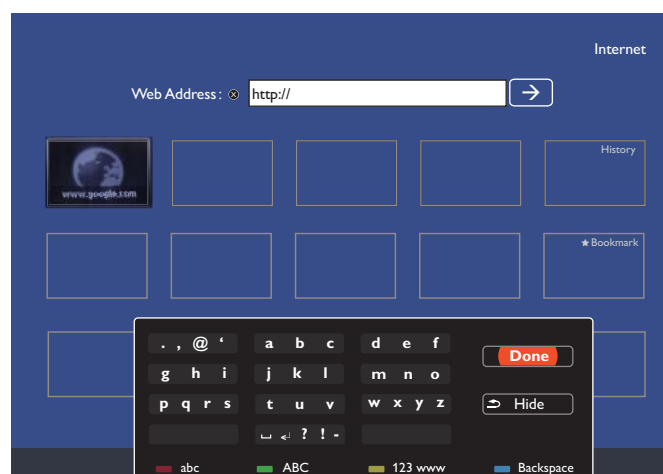 Internet
Web Address : http://
www.google.com
History
★ Bookmark
. , @ ‘ a b c d e f
Done
g h i j k l m n o
p q r s t u v w x y z
Hide
␣ ↲ ? ! -
abc ABC 123 www Backspace